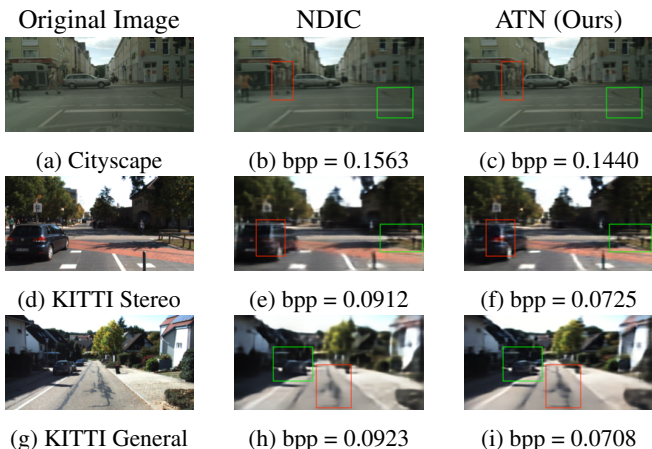 Original Image NDIC ATN (Ours)
(a) Cityscape (b) bpp = 0.1563 (c) bpp = 0.1440
(d) KITTI Stereo (e) bpp = 0.0912 (f) bpp = 0.0725
(g) KITTI General (h) bpp = 0.0923 (i) bpp = 0.0708